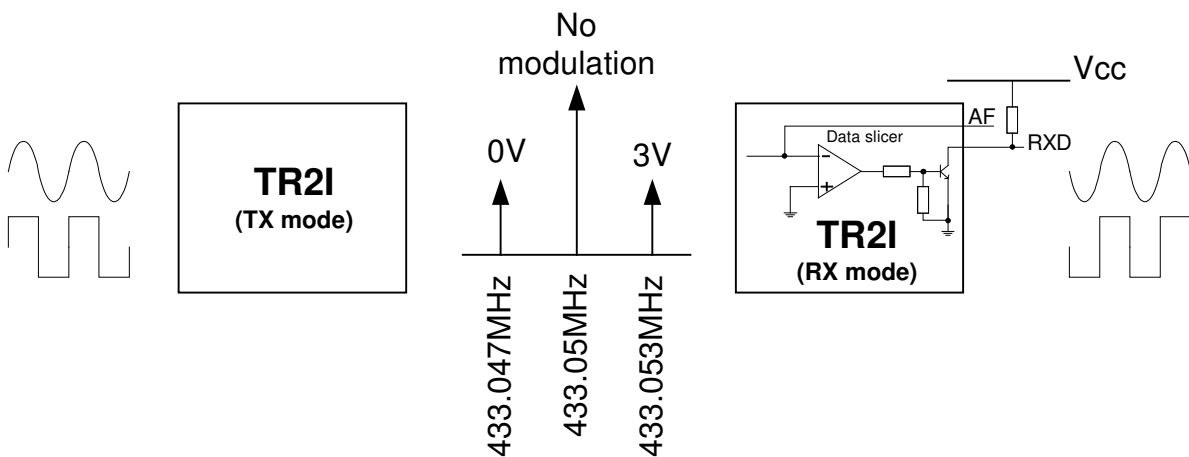 No
modulation
0V
3V
433.047MHz
433.05MHz
433.053MHz
TR2I
(TX mode)
Vcc
AF
RXD
Data slicer
−
+
TR2I
(RX mode)